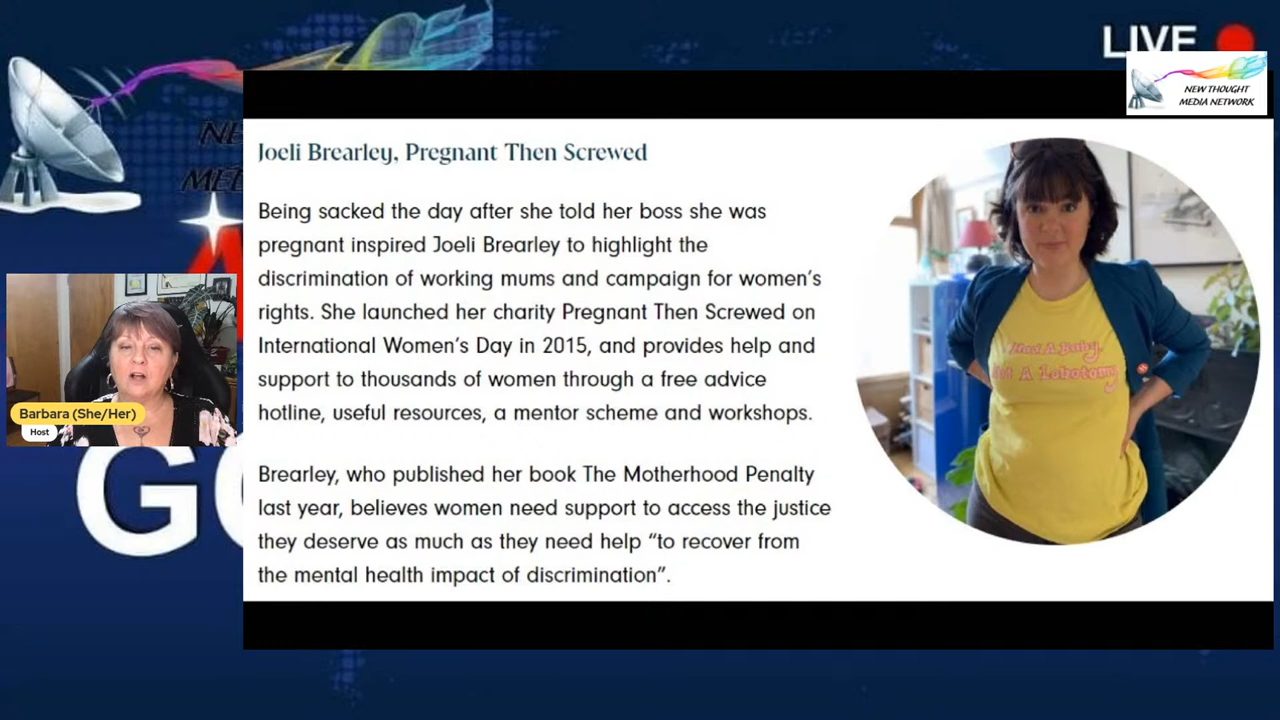 LIVE
NEW THOUGHT
MEDIA NETWORK
Joeli Brearley, Pregnant Then Screwed
Being sacked the day after she told her boss she was
pregnant inspired Joeli Brearley to highlight the
discrimination of working mums and campaign for women’s
rights. She launched her charity Pregnant Then Screwed on
International Women’s Day in 2015, and provides help and
support to thousands of women through a free advice
hotline, useful resources, a mentor scheme and workshops.
Brearley, who published her book The Motherhood Penalty
last year, believes women need support to access the justice
they deserve as much as they need help “to recover from
the mental health impact of discrimination”.
Had A Baby,
Not A Lobotomy
Barbara (She/Her)
Host